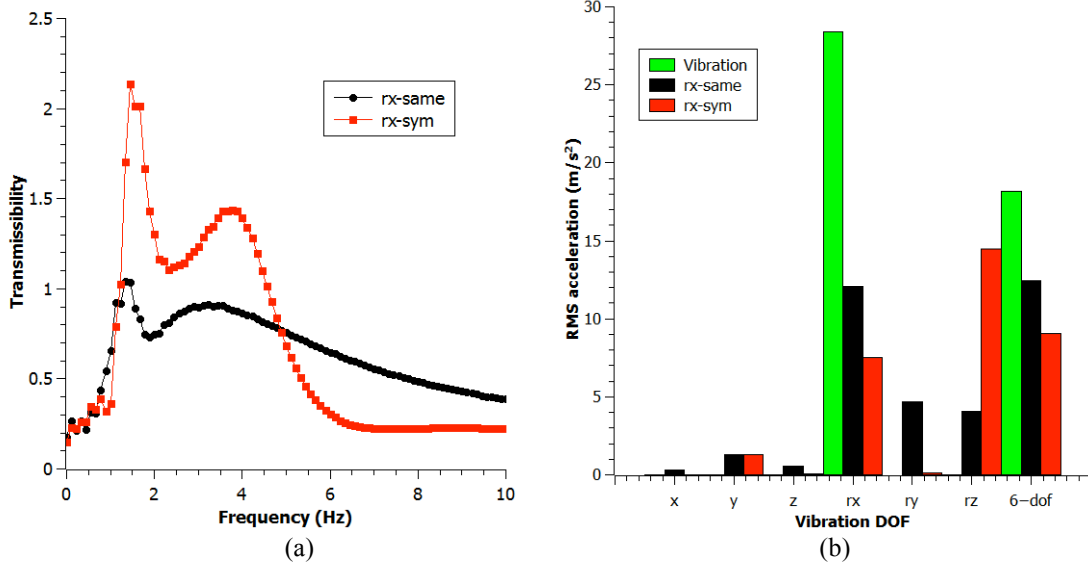 2.5
2
1.5
1
0.5
0
0
2
4
6
8
10
Transmissibility
Frequency (Hz)
rx-same
rx-sym
(a)
30
25
20
15
10
5
0
RMS acceleration (m/s²)
Vibration
rx-same
rx-sym
x
y
z
rx
ry
rz
6−dof
Vibration DOF
(b)